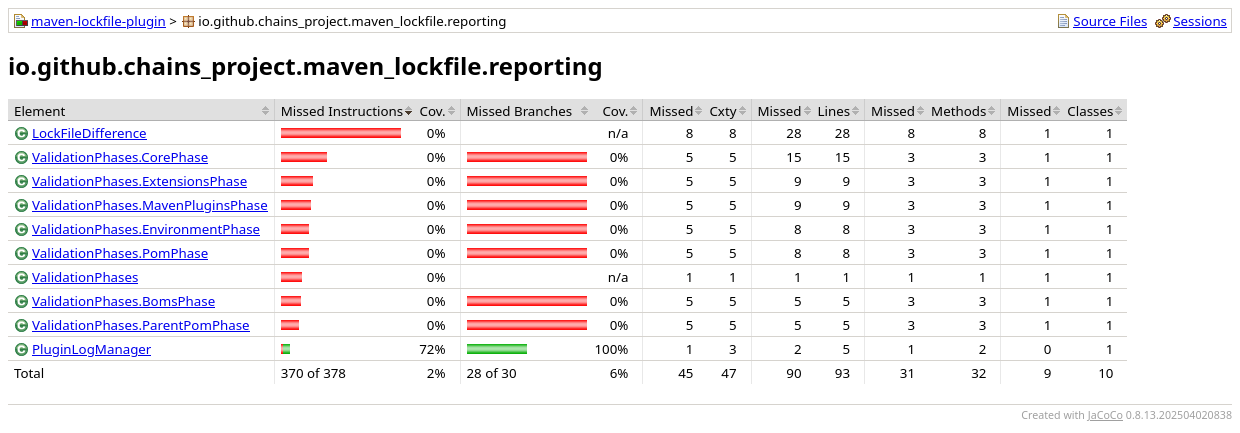 maven-lockfile-plugin > io.github.chains_project.maven_lockfile.reporting Source Files Sessions
io.github.chains_project.maven_lockfile.reporting
Element Missed Instructions Cov. Missed Branches Cov. Missed Cxty Missed Lines Missed Methods Missed Classes
LockFileDifference 0% n/a 8 8 28 28 8 8 1 1
ValidationPhases.CorePhase 0% 0% 5 5 15 15 3 3 1 1
ValidationPhases.ExtensionsPhase 0% 0% 5 5 9 9 3 3 1 1
ValidationPhases.MavenPluginsPhase 0% 0% 5 5 9 9 3 3 1 1
ValidationPhases.EnvironmentPhase 0% 0% 5 5 8 8 3 3 1 1
ValidationPhases.PomPhase 0% 0% 5 5 8 8 3 3 1 1
ValidationPhases 0% n/a 1 1 1 1 1 1 1 1
ValidationPhases.BomsPhase 0% 0% 5 5 5 5 3 3 1 1
ValidationPhases.ParentPomPhase 0% 0% 5 5 5 5 3 3 1 1
PluginLogManager 72% 100% 1 3 2 5 1 2 0 1
Total 370 of 378 2% 28 of 30 6% 45 47 90 93 31 32 9 10
Created with JaCoCo 0.8.13.202504020838